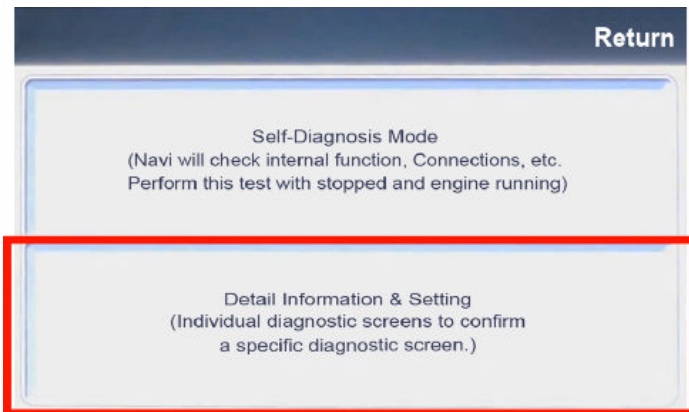 Return
Self-Diagnosis Mode
(Navi will check internal function, Connections, etc.
Perform this test with stopped and engine running)
Detail Information & Setting
(Individual diagnostic screens to confirm
a specific diagnostic screen.)